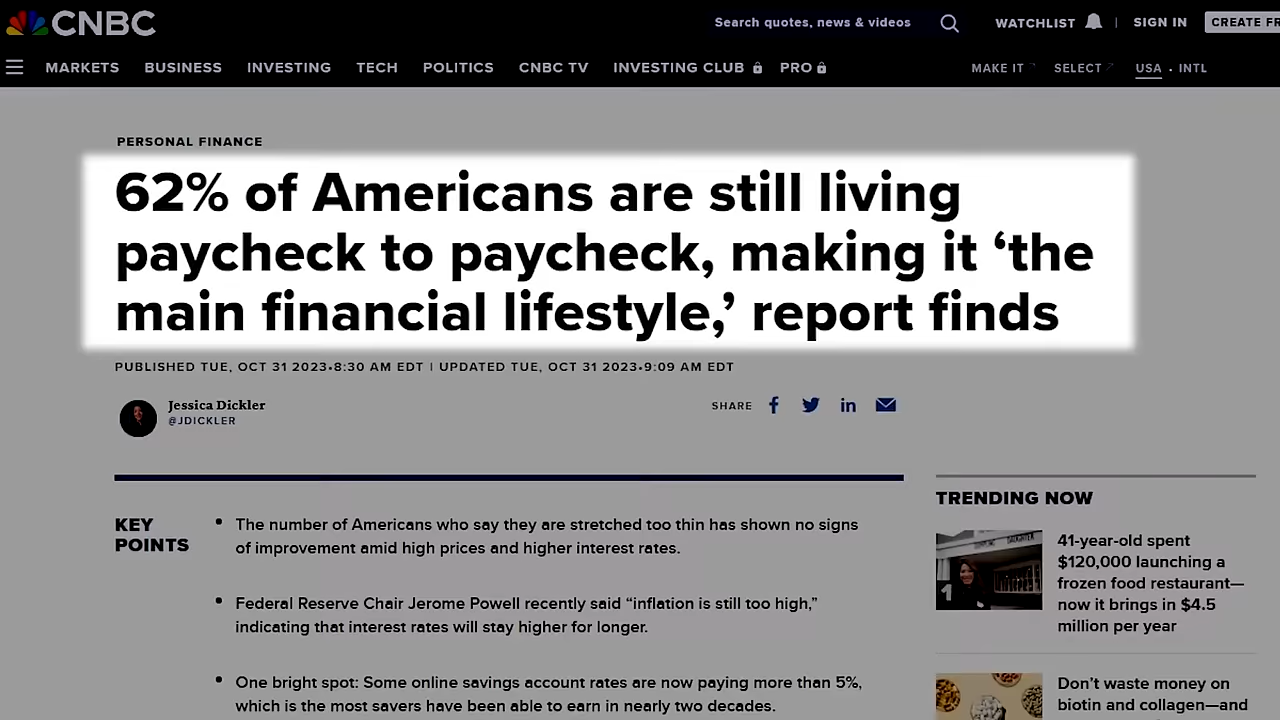 CNBC
Search quotes, news & videos
WATCHLIST
|
SIGN IN
CREATE FR
MARKETS
BUSINESS
INVESTING
TECH
POLITICS
CNBC TV
INVESTING CLUB
PRO
MAKE IT
SELECT
USA • INTL
PERSONAL FINANCE
62% of Americans are still living
paycheck to paycheck, making it ‘the
main financial lifestyle,’ report finds
PUBLISHED TUE, OCT 31 2023•8:30 AM EDT | UPDATED TUE, OCT 31 2023•9:09 AM EDT
Jessica Dickler
@JDICKLER
SHARE
KEY
POINTS
• The number of Americans who say they are stretched too thin has shown no signs
of improvement amid high prices and higher interest rates.
• Federal Reserve Chair Jerome Powell recently said “inflation is still too high,”
indicating that interest rates will stay higher for longer.
• One bright spot: Some online savings account rates are now paying more than 5%,
which is the most savers have been able to earn in nearly two decades.
TRENDING NOW
1
41-year-old spent
$120,000 launching a
frozen food restaurant—
now it brings in $4.5
million per year
Don’t waste money on
biotin and collagen—and